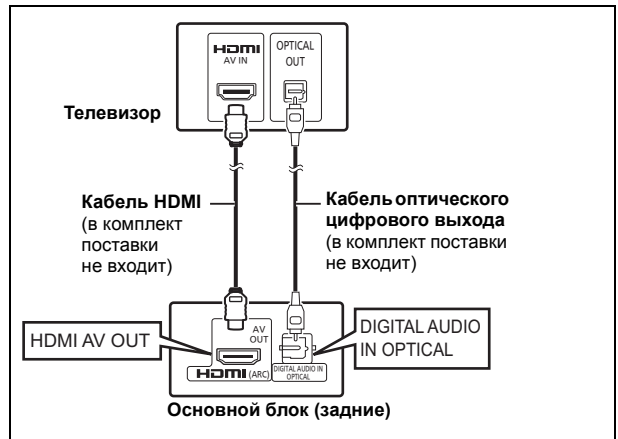 HDMI
AV IN
OPTICAL
OUT
Телевизор
Кабель HDMI
(в комплект
поставки
не входит)
Кабель оптического
цифрового выхода
(в комплект поставки
не входит)
HDMI AV OUT
AV
OUT
HDMI (ARC)
DIGITAL AUDIO IN
OPTICAL
DIGITAL AUDIO
IN OPTICAL
Основной блок (задние)